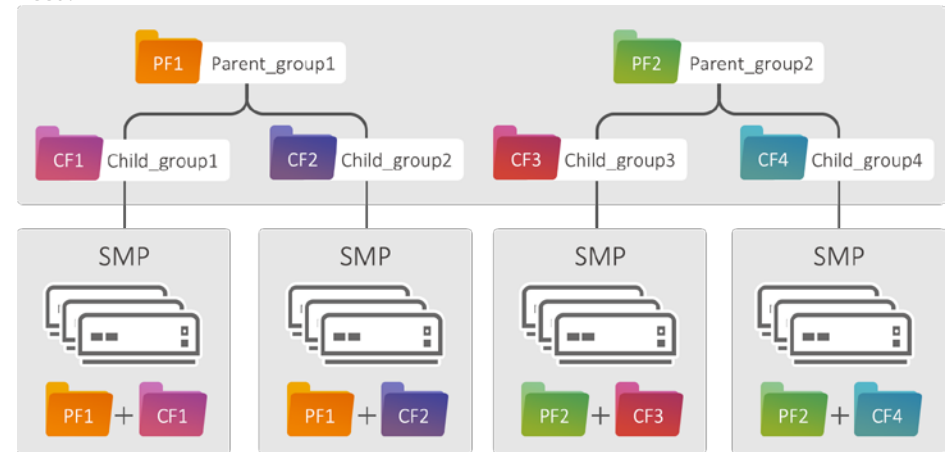 PF1 Parent_group1 PF2 Parent_group2
CF1 Child_group1 CF2 Child_group2 CF3 Child_group3 CF4 Child_group4
SMP SMP SMP SMP
PF1 + CF1 PF1 + CF2 PF2 + CF3 PF2 + CF4